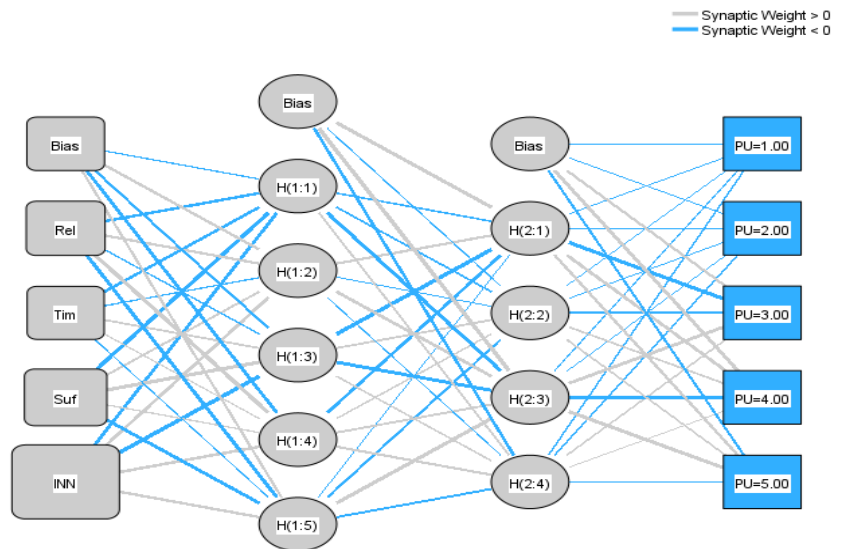 Synaptic Weight > 0
Synaptic Weight < 0
Bias
Rel
Tim
Suf
INN
Bias
H(1:1)
H(1:2)
H(1:3)
H(1:4)
H(1:5)
Bias
H(2:1)
H(2:2)
H(2:3)
H(2:4)
PU=1.00
PU=2.00
PU=3.00
PU=4.00
PU=5.00